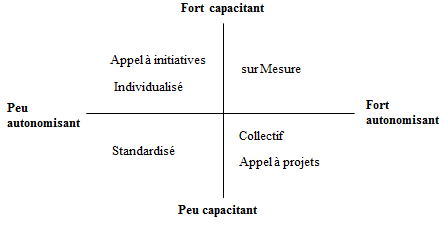 Fort capacitant
Appel à initiatives
sur Mesure
Individualisé
Peu
autonomisant
Fort
autonomisant
Standardisé
Collectif
Appel à projets
Peu capacitant